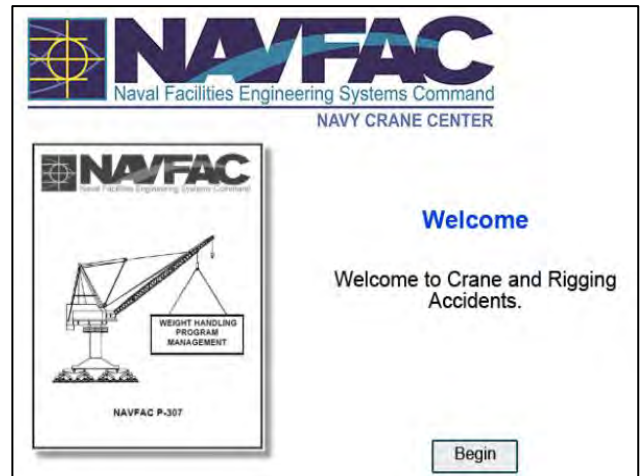 NAVFAC
Naval Facilities Engineering Systems Command
NAVY CRANE CENTER
NAVFAC
Naval Facilities Engineering Systems Command
WEIGHT HANDLING
PROGRAM
MANAGEMENT
NAVFAC P-307
Welcome
Welcome to Crane and Rigging
Accidents.
Begin